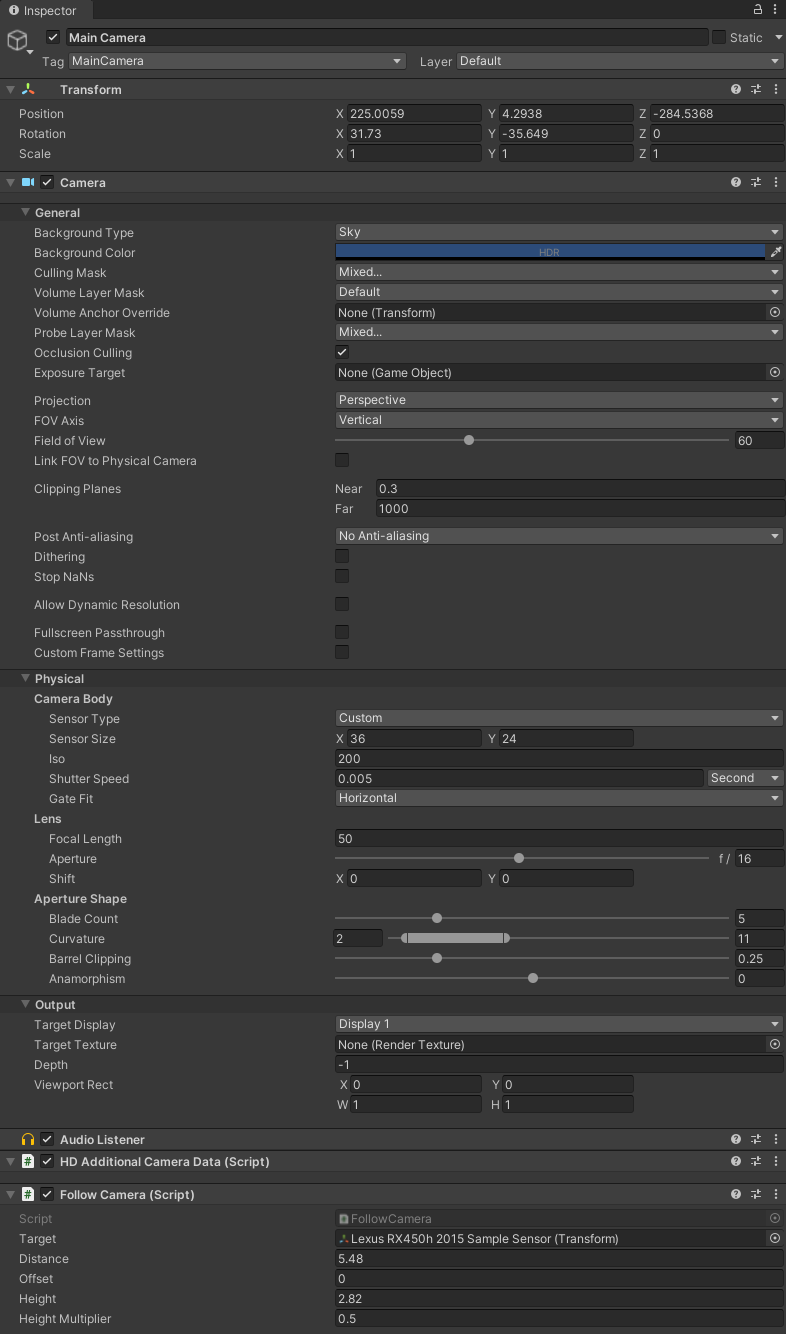 Inspector
Main Camera Static
Tag MainCamera Layer Default
Transform
Position X 225.0059 Y 4.2938 Z -284.5368
Rotation X 31.73 Y -35.649 Z 0
Scale X 1 Y 1 Z 1
Camera
General
Background Type Sky
Background Color HDR
Culling Mask Mixed...
Volume Layer Mask Default
Volume Anchor Override None (Transform)
Probe Layer Mask Mixed...
Occlusion Culling
Exposure Target None (Game Object)
Projection Perspective
FOV Axis Vertical
Field of View 60
Link FOV to Physical Camera
Clipping Planes Near 0.3
Far 1000
Post Anti-aliasing No Anti-aliasing
Dithering
Stop NaNs
Allow Dynamic Resolution
Fullscreen Passthrough
Custom Frame Settings
Physical
Camera Body
Sensor Type Custom
Sensor Size X 36 Y 24
Iso 200
Shutter Speed 0.005 Second
Gate Fit Horizontal
Lens
Focal Length 50
Aperture f / 16
Shift X 0 Y 0
Aperture Shape
Blade Count 5
Curvature 2 11
Barrel Clipping 0.25
Anamorphism 0
Output
Target Display Display 1
Target Texture None (Render Texture)
Depth -1
Viewport Rect X 0 Y 0
W 1 H 1
Audio Listener
# HD Additional Camera Data (Script)
# Follow Camera (Script)
Script FollowCamera
Target Lexus RX450h 2015 Sample Sensor (Transform)
Distance 5.48
Offset 0
Height 2.82
Height Multiplier 0.5